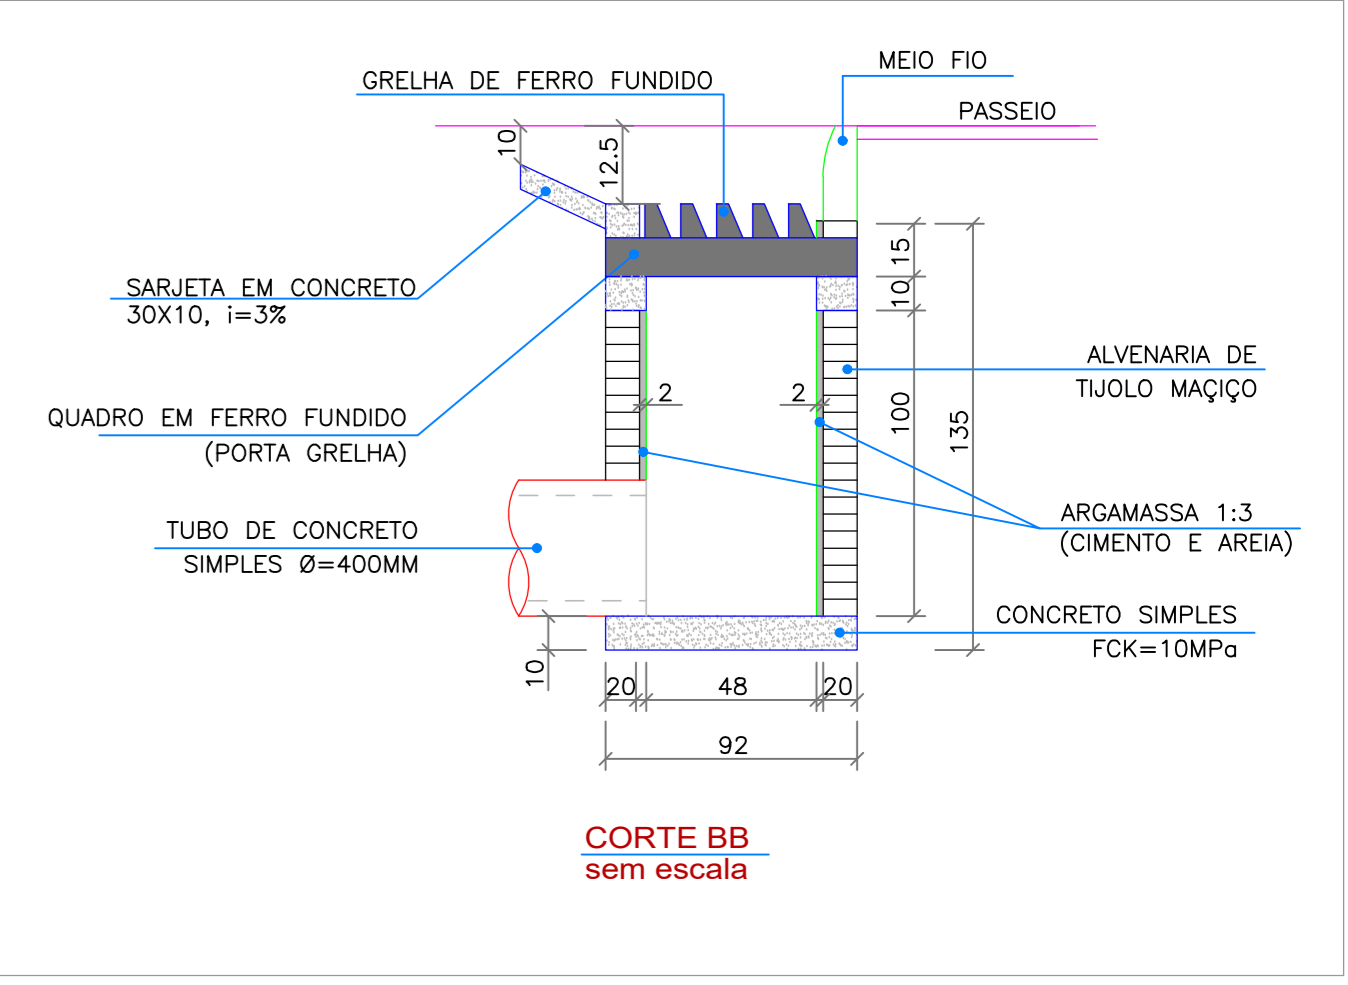 MEIO FIO
GRELHA DE FERRO FUNDIDO
PASSEIO
10
12.5
15
10
SARJETA EM CONCRETO
30X10, i=3%
ALVENARIA DE
TIJOLO MAÇIÇO
2
2
100
135
QUADRO EM FERRO FUNDIDO
(PORTA GRELHA)
ARGAMASSA 1:3
(CIMENTO E AREIA)
TUBO DE CONCRETO
SIMPLES Ø=400MM
CONCRETO SIMPLES
FCK=10MPa
10
20
48
20
92
CORTE BB
sem escala